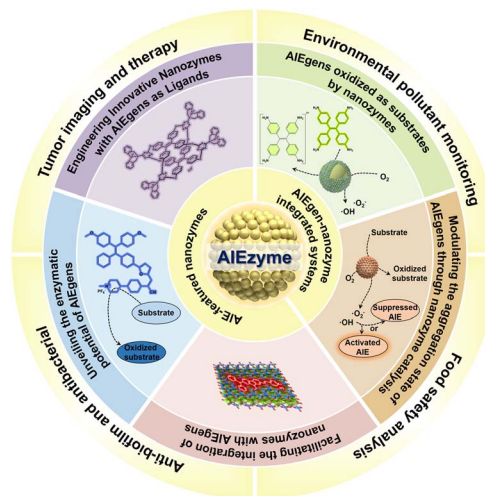 Tumor imaging and therapy
Environmental pollutant monitoring
Food safety analysis
Anti-biofilm and antibacterial
Engineering Innovative Nanozymes
with AIEgens as Ligands
AIEgens oxidized as substrates
by nanozymes
Modulating the aggregation state of
AIEgens through nanozyme catalysis
Facilitating the integration of
nanozymes with AIEgens
Unveiling the enzymatic
potential of AIEgens
AIE-featured nanozymes
AIEgen-nanozyme
integrated systems
AIEzyme
O₂
·O₂⁻
·OH
Substrate
Oxidized
substrate
·O₂⁻
·OH
or
Suppressed
AIE
Activated
AIE
Substrate
Oxidized
substrate